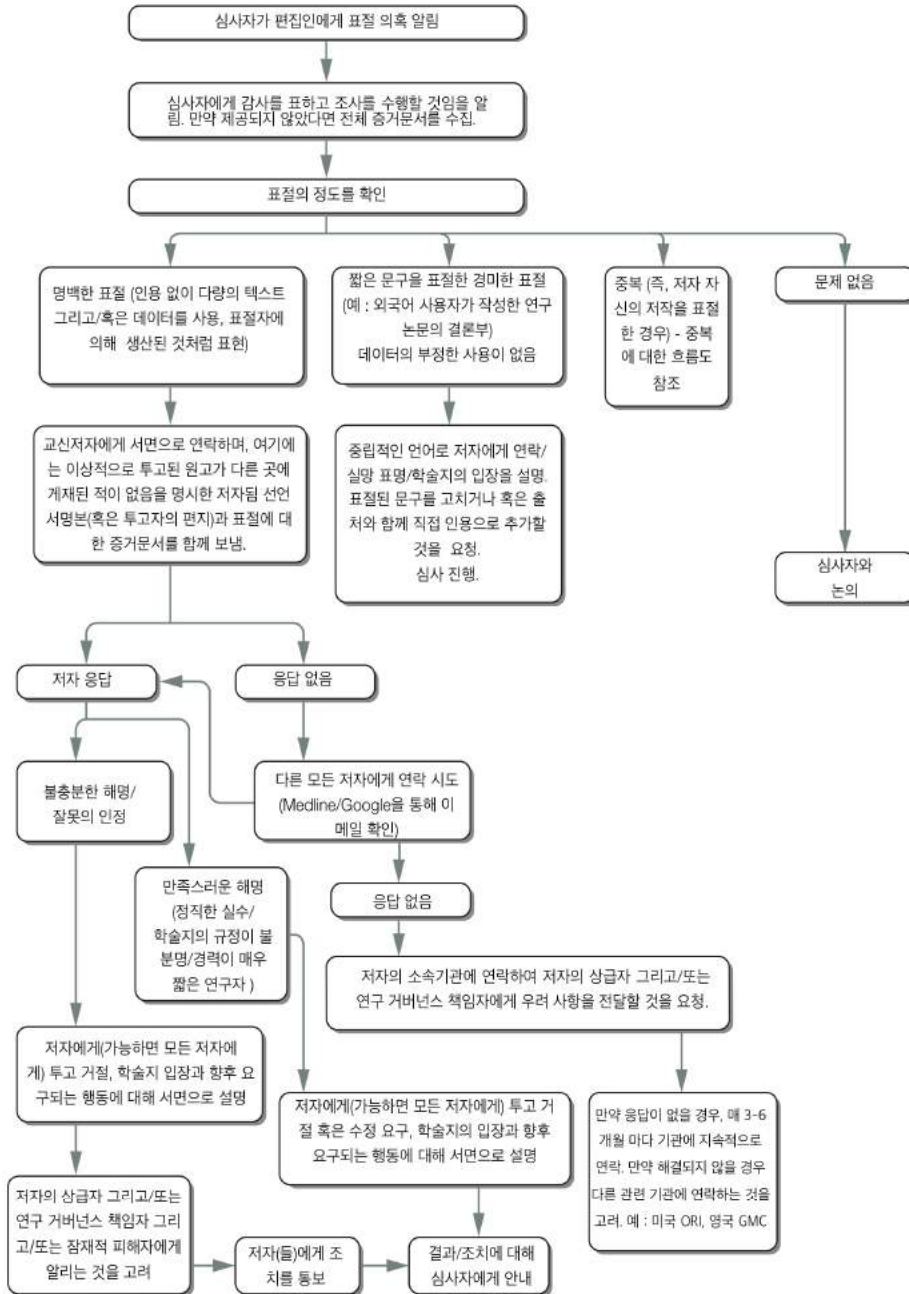 심사자가 편집인에게 표절 의혹 알림
심사자에게 감사를 표하고 조사를 수행할 것임을 알
림. 만약 제공되지 않았다면 전체 증거문서를 수집.
표절의 정도를 확인
명백한 표절 (인용 없이 다량의 텍스트
그리고/혹은 데이터를 사용, 표절자에
의해 생산된 것처럼 표현)
짧은 문구을 표절한 경미한 표절
(예 : 외국어 사용자가 작성한 연구
논문의 결론부)
데이터의 부정한 사용이 없음
중복 (즉, 저자 자
신의 저작을 표절
한 경우) - 중복
에 대한 흐름도
참조
문제 없음
교신저자에게 서면으로 연락하며, 여기에
는 이상적으로 투고된 원고가 다른 곳에
게재된 적이 없음을 명시한 저자됨 선언
서명본(혹은 투고자의 편지)과 표절에 대
한 증거문서를 함께 보냄.
중립적인 언어로 저자에게 연락/
실망 표명/학술지의 입장을 설명.
표절된 문구를 고치거나 혹은 출
처와 함께 직접 인용으로 추가할
것을 요청.
심사 진행.
심사자와
논의
저자 응답
응답 없음
불충분한 해명/
잘못의 인정
다른 모든 저자에게 연락 시도
(Medline/Google을 통해 이
메일 확인)
만족스러운 해명
(정직한 실수/
학술지의 규정이 불
분명/경력이 매우
짧은 연구자 )
응답 없음
저자의 소속기관에 연락하여 저자의 상급자 그리고/또는
연구 거버넌스 책임자에게 우려 사항을 전달할 것을 요청.
저자에게(가능하면 모든 저자에
게) 투고 거절, 학술지 입장과 향후 요
구되는 행동에 대해 서면으로 설명
저자에게(가능하면 모든 저자에게) 투고 거
절 혹은 수정 요구, 학술지의 입장과 향후
요구되는 행동에 대해 서면으로 설명
만약 응답이 없을 경우, 매 3-6
개월 마다 기관에 지속적으로
연락. 만약 해결되지 않을 경우
다른 관련 기관에 연락하는 것을
고려. 예 : 미국 ORI, 영국 GMC
저자의 상급자 그리고/또는
연구 거버넌스 책임자 그리
고/또는 잠재적 피해자에게
알리는 것을 고려
저자(들)에게 조
치를 통보
결과/조치에 대해
심사자에게 안내